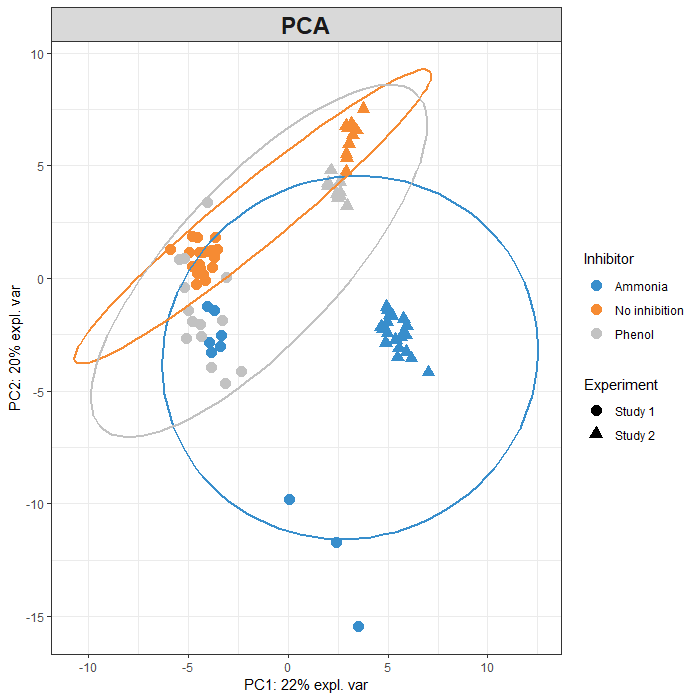 PCA
10
5
0
-5
-10
-15
PC2: 20% expl. var
-10
-5
0
5
10
PC1: 22% expl. var
Inhibitor
Ammonia
No inhibition
Phenol
Experiment
Study 1
Study 2